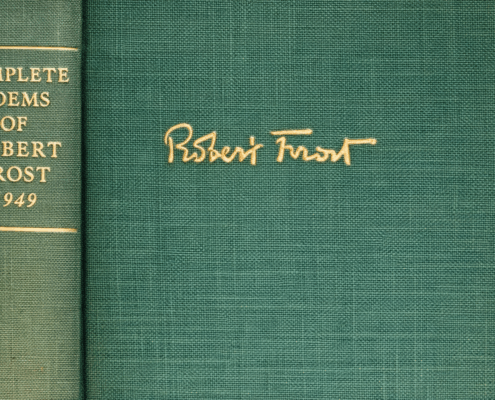 MPLETE
OEMS
OF
BERT
ROST
949
Robert Frost